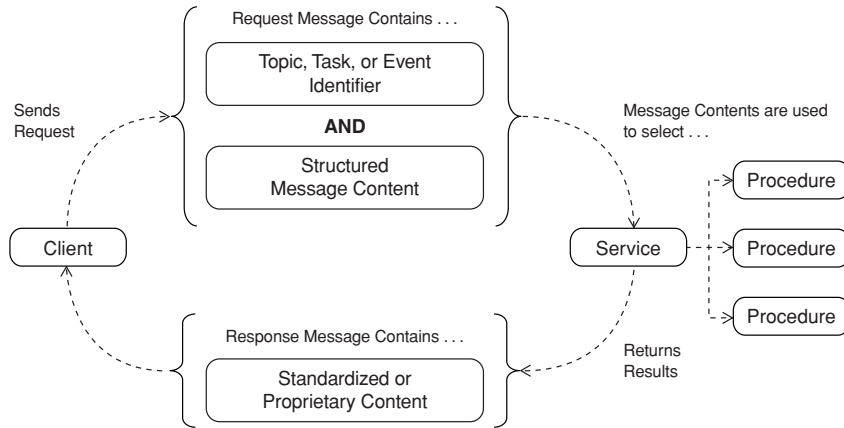 Request Message Contains . . .
Topic, Task, or Event
Identifier
AND
Structured
Message Content
Sends
Request
Message Contents are used
to select . . .
Client
Service
Procedure
Procedure
Procedure
Response Message Contains . . .
Standardized or
Proprietary Content
Returns
Results